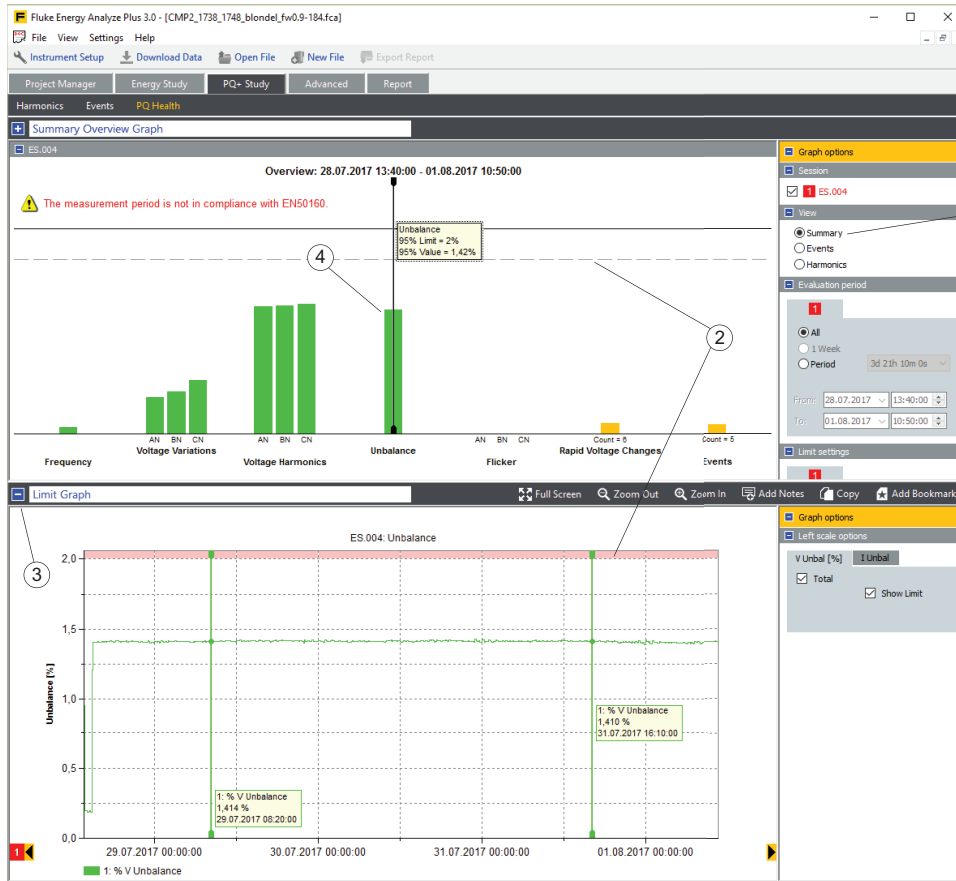 Fluke Energy Analyze Plus 3.0 - [CMP2_1738_1748_blondel_fw0.9-184.fca]
File View Settings Help
Instrument Setup Download Data Open File New File Export Report
Project Manager Energy Study PQ+ Study Advanced Report
Harmonics Events PQ Health
Summary Overview Graph
ES.004
Overview: 28.07.2017 13:40:00 - 01.08.2017 10:50:00
The measurement period is not in compliance with EN50160.
Unbalance
95% Limit = 2%
95% Value = 1,42%
4
2
AN BN CN AN BN CN AN BN CN Count = 6 Count = 5
Frequency Voltage Variations Voltage Harmonics Unbalance Flicker Rapid Voltage Changes Events
Graph options
Session
1 ES.004
View
Summary
Events
Harmonics
Evaluation period
1
All
1 Week
Period 3d 21h 10m 0s
From: 28.07.2017 13:40:00
To: 01.08.2017 10:50:00
Limit settings
1
Limit Graph Full Screen Zoom Out Zoom In Add Notes Copy Add Bookmark
3
ES.004: Unbalance
Unbalance [%]
2,0
1,5
1,0
0,5
0,0
1: % V Unbalance
1,410 %
31.07.2017 16:10:00
1: % V Unbalance
1,414 %
29.07.2017 08:20:00
1
29.07.2017 00:00:00 30.07.2017 00:00:00 31.07.2017 00:00:00 01.08.2017 00:00:00
1: % V Unbalance
Graph options
Left scale options
V Unbal [%] I Unbal
Total
Show Limit